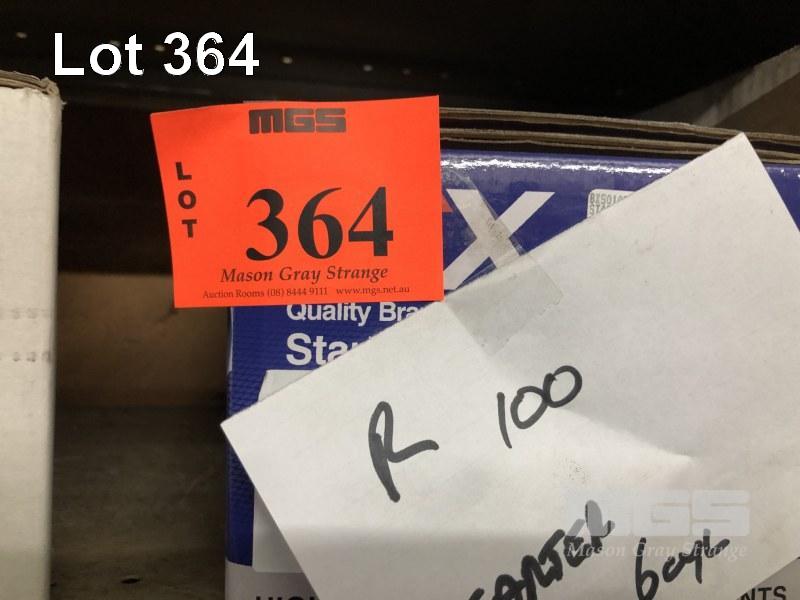 Lot 364
MGS
LOT
364
Mason Gray Strange
Auction Rooms (08) 8444 9111 www.mgs.net.au
X
Quality Bra
Sta
R 100
MGS
Mason Gray Strange